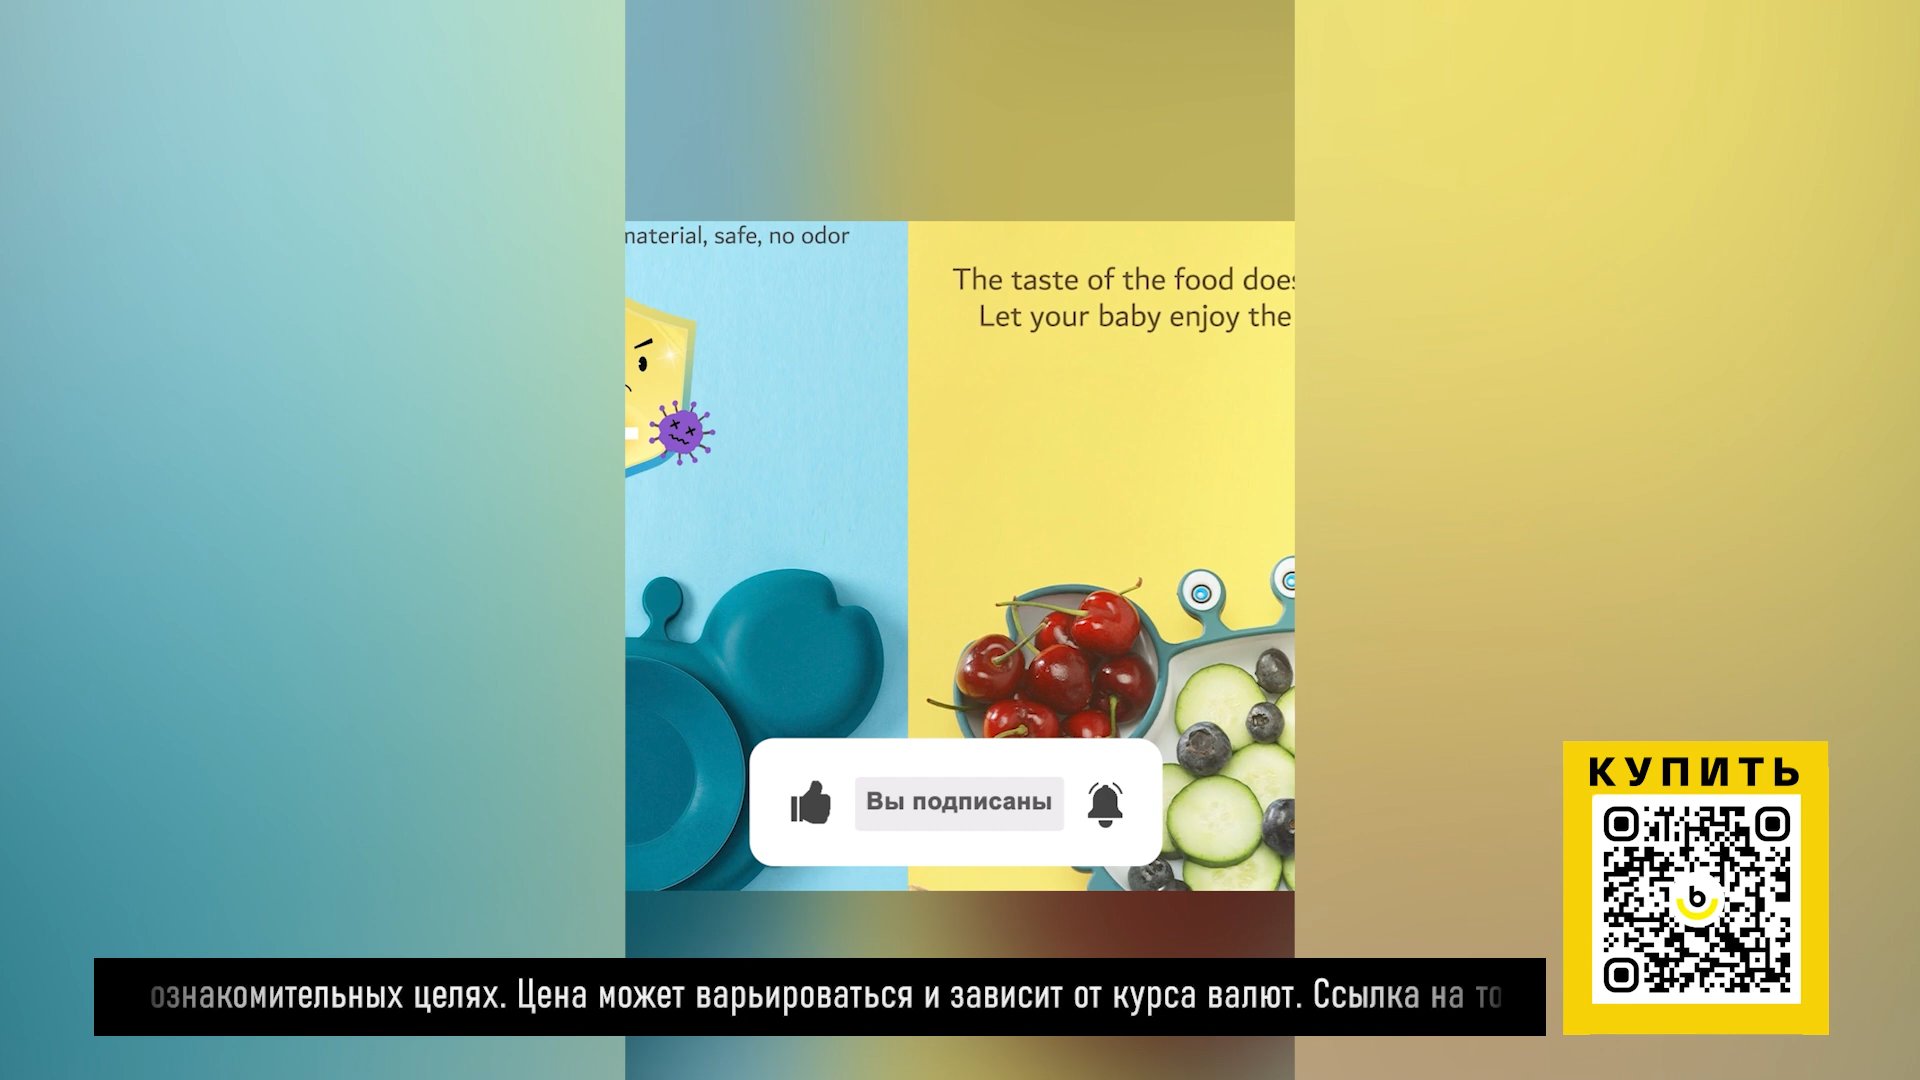 material, safe, no odor
The taste of the food does
Let your baby enjoy the
Вы подписаны
КУПИТЬ
b
ознакомительных целях. Цена может варьироваться и зависит от курса валют. Ссылка на то